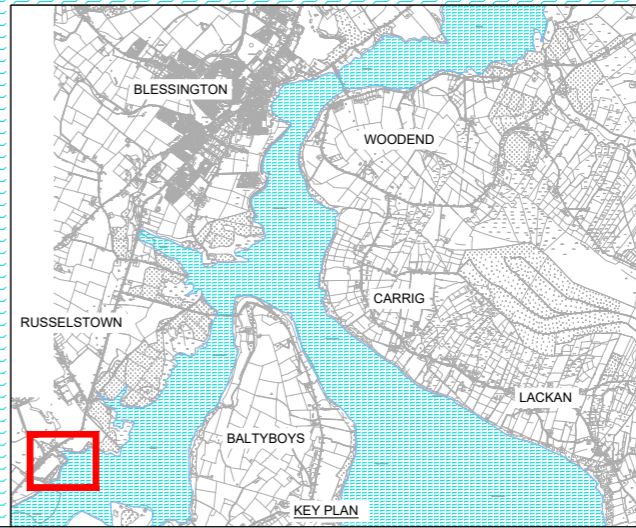 BLESSINGTON
WOODEND
CARRIG
RUSSELSTOWN
LACKAN
BALTYBOYS
KEY PLAN